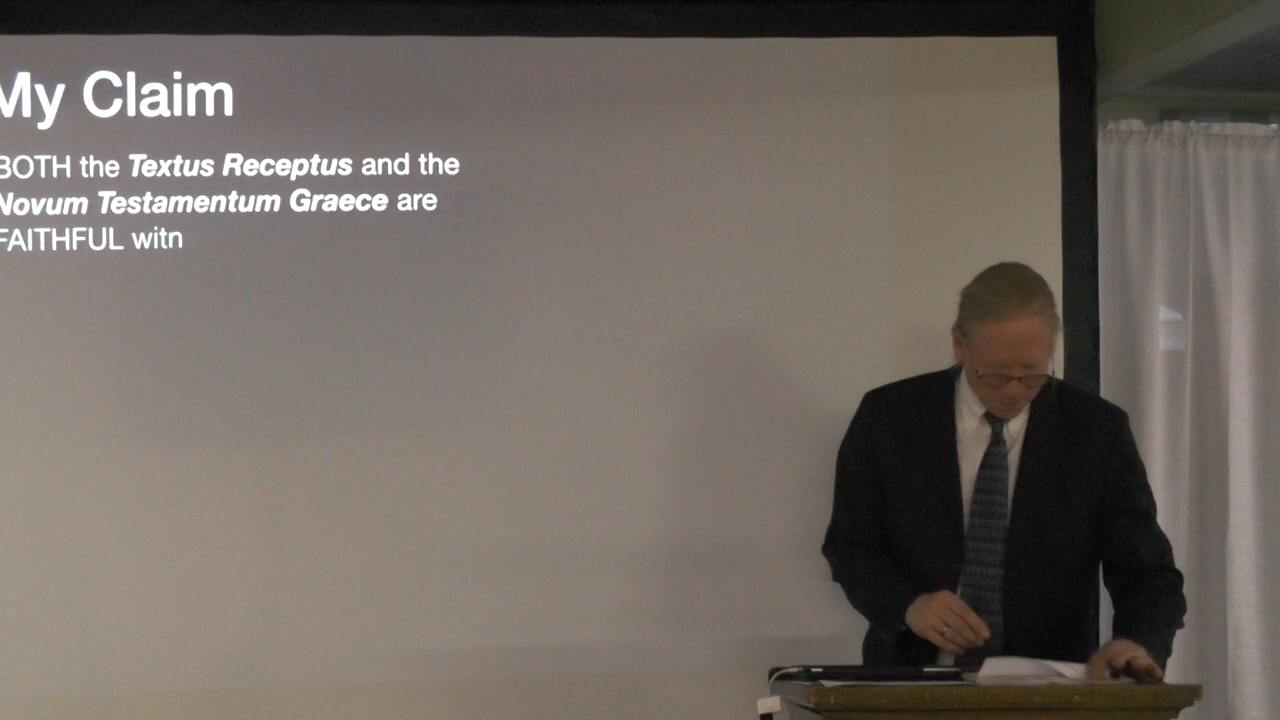 My Claim
BOTH the Textus Receptus and the
Novum Testamentum Graece are
FAITHFUL witn